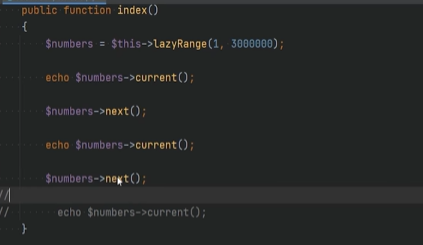 public function index()
{
$numbers = $this->lazyRange(1, 3000000);
echo $numbers->current();
$numbers->next();
echo $numbers->current();
$numbers->next();
//
// echo $numbers->current();
}